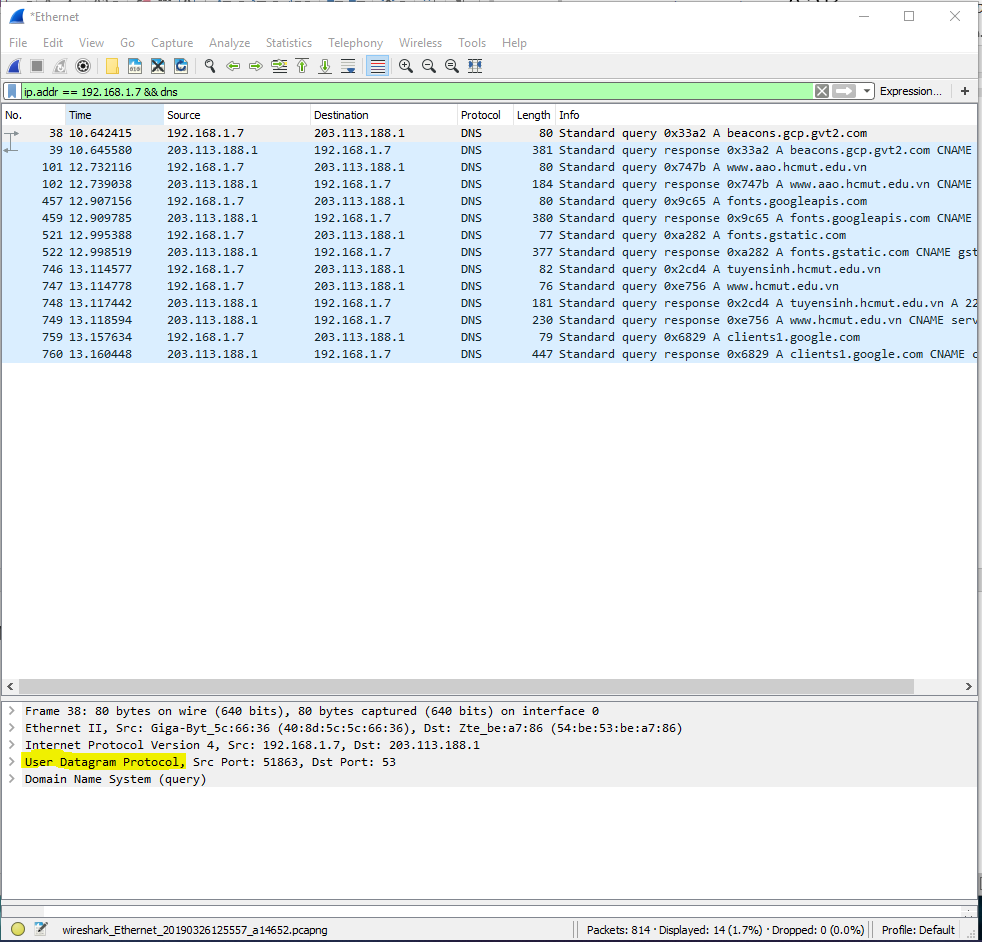 *Ethernet
File Edit View Go Capture Analyze Statistics Telephony Wireless Tools Help
ip.addr == 192.168.1.7 && dns Expression... +
No. Time Source Destination Protocol Length Info
38 10.642415 192.168.1.7 203.113.188.1 DNS 80 Standard query 0x33a2 A beacons.gcp.gvt2.com
39 10.645580 203.113.188.1 192.168.1.7 DNS 381 Standard query response 0x33a2 A beacons.gcp.gvt2.com CNAME
101 12.732116 192.168.1.7 203.113.188.1 DNS 80 Standard query 0x747b A www.aao.hcmut.edu.vn
102 12.739038 203.113.188.1 192.168.1.7 DNS 184 Standard query response 0x747b A www.aao.hcmut.edu.vn CNAME
457 12.907156 192.168.1.7 203.113.188.1 DNS 80 Standard query 0x9c65 A fonts.googleapis.com
459 12.909785 203.113.188.1 192.168.1.7 DNS 380 Standard query response 0x9c65 A fonts.googleapis.com CNAME
521 12.995388 192.168.1.7 203.113.188.1 DNS 77 Standard query 0xa282 A fonts.gstatic.com
522 12.998519 203.113.188.1 192.168.1.7 DNS 377 Standard query response 0xa282 A fonts.gstatic.com CNAME gst
746 13.114577 192.168.1.7 203.113.188.1 DNS 82 Standard query 0x2cd4 A tuyensinh.hcmut.edu.vn
747 13.114778 192.168.1.7 203.113.188.1 DNS 76 Standard query 0xe756 A www.hcmut.edu.vn
748 13.117442 203.113.188.1 192.168.1.7 DNS 181 Standard query response 0x2cd4 A tuyensinh.hcmut.edu.vn A 22
749 13.118594 203.113.188.1 192.168.1.7 DNS 230 Standard query response 0xe756 A www.hcmut.edu.vn CNAME serv
759 13.157634 192.168.1.7 203.113.188.1 DNS 79 Standard query 0x6829 A clients1.google.com
760 13.160448 203.113.188.1 192.168.1.7 DNS 447 Standard query response 0x6829 A clients1.google.com CNAME c
Frame 38: 80 bytes on wire (640 bits), 80 bytes captured (640 bits) on interface 0
Ethernet II, Src: Giga-Byt_5c:66:36 (40:8d:5c:5c:66:36), Dst: Zte_be:a7:86 (54:be:53:be:a7:86)
Internet Protocol Version 4, Src: 192.168.1.7, Dst: 203.113.188.1
User Datagram Protocol, Src Port: 51863, Dst Port: 53
Domain Name System (query)
wireshark_Ethernet_20190326125557_a14652.pcapng Packets: 814 · Displayed: 14 (1.7%) · Dropped: 0 (0.0%) Profile: Default